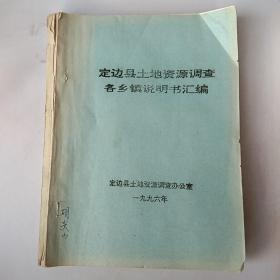 定边县土地资源调查
各乡镇说明书汇编
定边县土地资源调查办公室
一九九六年